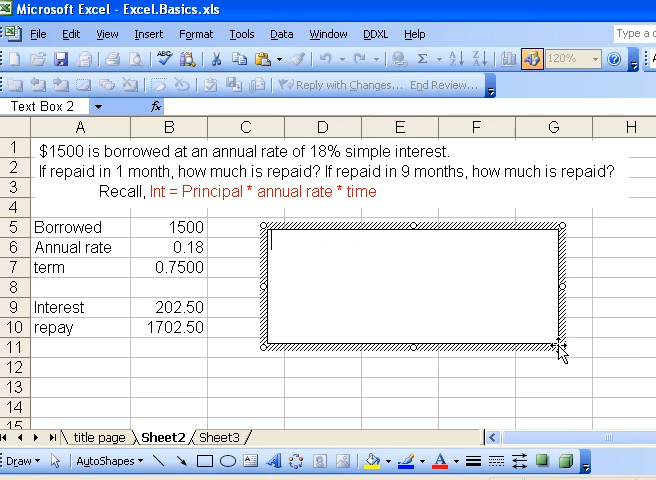 Microsoft Excel - Excel.Basics.xls
File Edit View Insert Format Tools Data Window DDXL Help Type a q
120%
Reply with Changes... End Review...
Text Box 2 fx
A B C D E F G H
1 $1500 is borrowed at an annual rate of 18% simple interest.
2 If repaid in 1 month, how much is repaid? If repaid in 9 months, how much is repaid?
3 Recall, Int = Principal * annual rate * time
4
5 Borrowed 1500
6 Annual rate 0.18
7 term 0.7500
8
9 Interest 202.50
10 repay 1702.50
11
12
13
14
15
title page Sheet2 Sheet3
Draw AutoShapes